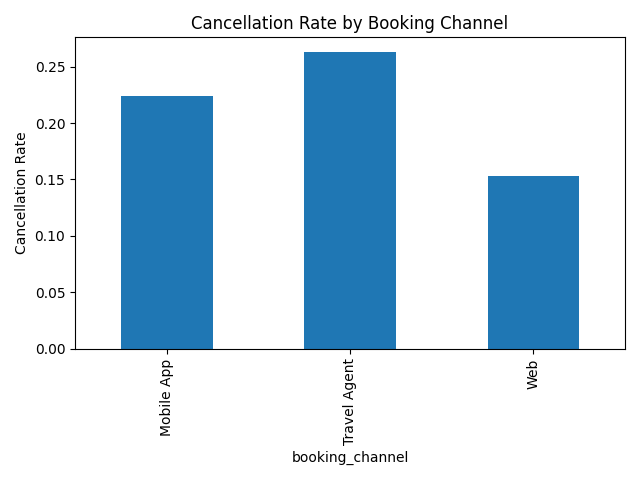 Cancellation Rate by Booking Channel
Cancellation Rate
0.25
0.20
0.15
0.10
0.05
0.00
Mobile App
Travel Agent
Web
booking_channel